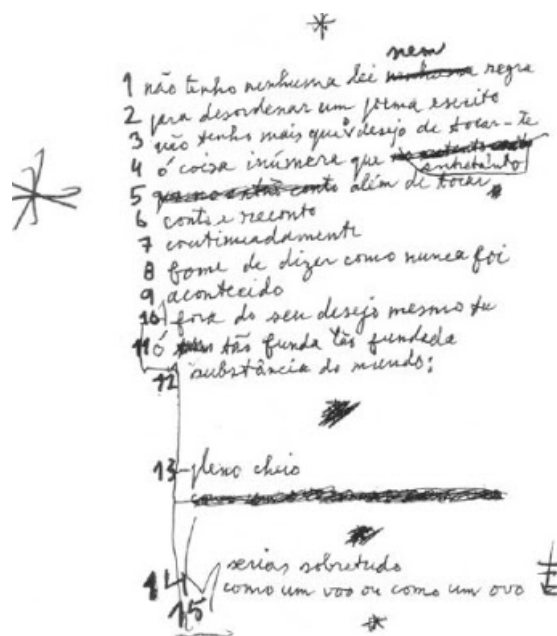 nem
1 não tenho nenhuma lei nenhuma regra
2 para desordenar um poema escrito
3 não tenho mais que o desejo de tocar-te
4 ó coisa inúmera que
entretanto
5 além de tocar
6 conto e reconto
7 continuadamente
8 fome de dizer como nunca foi
9 acontecido
10 fora do seu desejo mesmo tu
11 ó tão funda tão fundada
12 substância do mundo:
13 pleno cheio
14 serias sobretudo
15 como um voo ou como um ovo